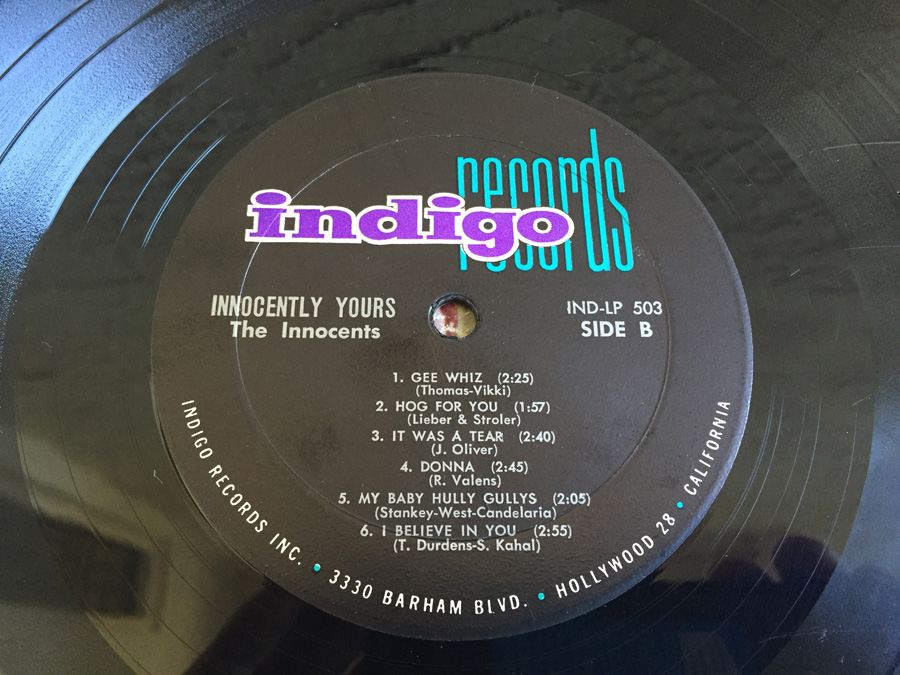 indigo records
INNOCENTLY YOURS
The Innocents
IND-LP 503
SIDE B
1. GEE WHIZ (2:25)
(Thomas-Vikki)
2. HOG FOR YOU (1:57)
(Lieber & Stroler)
3. IT WAS A TEAR (2:40)
(J. Oliver)
4. DONNA (2:45)
(R. Valens)
5. MY BABY HULLY GULLYS (2:05)
(Stankey-West-Candelaria)
6. I BELIEVE IN YOU (2:55)
(T. Durdens-S. Kahal)
INDIGO RECORDS INC. • 3330 BARHAM BLVD. • HOLLYWOOD 28 • CALIFORNIA